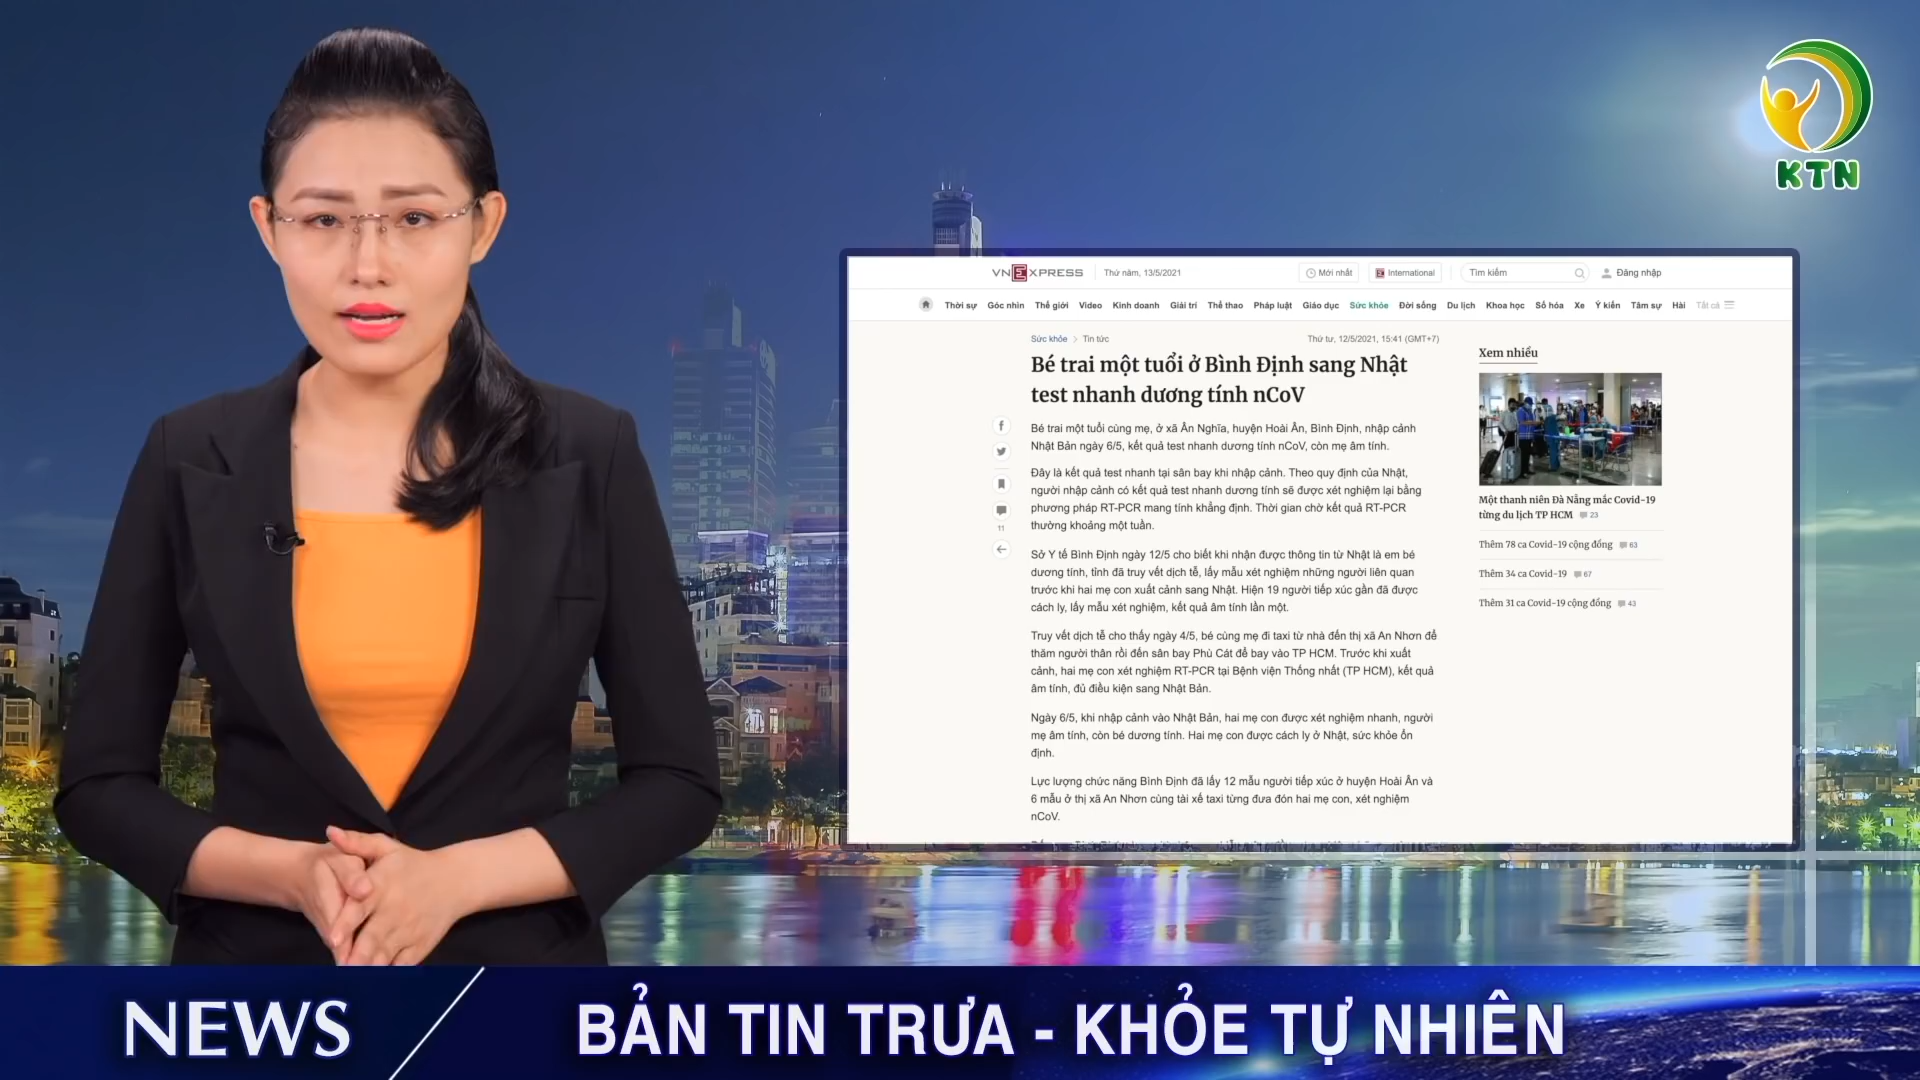 KTN
VNEXPRESS
Thứ năm, 13/5/2021
Mới nhất
International
Tìm kiếm
Đăng nhập
Thời sự Góc nhìn Thế giới Video Kinh doanh Giải trí Thể thao Pháp luật Giáo dục Sức khỏe Đời sống Du lịch Khoa học Số hóa Xe Ý kiến Tâm sự Hài Tất cả
Sức khỏe > Tin tức
Thứ tư, 12/5/2021, 15:41 (GMT+7)
Bé trai một tuổi ở Bình Định sang Nhật
test nhanh dương tính nCoV
Bé trai một tuổi cùng mẹ, ở xã Ân Nghĩa, huyện Hoài Ân, Bình Định, nhập cảnh
Nhật Bản ngày 6/5, kết quả test nhanh dương tính nCoV, còn mẹ âm tính.
Đây là kết quả test nhanh tại sân bay khi nhập cảnh. Theo quy định của Nhật,
người nhập cảnh có kết quả test nhanh dương tính sẽ được xét nghiệm lại bằng
phương pháp RT-PCR mang tính khẳng định. Thời gian chờ kết quả RT-PCR
thường khoảng một tuần.
11
Sở Y tế Bình Định ngày 12/5 cho biết khi nhận được thông tin từ Nhật là em bé
dương tính, tỉnh đã truy vết dịch tễ, lấy mẫu xét nghiệm những người liên quan
trước khi hai mẹ con xuất cảnh sang Nhật. Hiện 19 người tiếp xúc gần đã được
cách ly, lấy mẫu xét nghiệm, kết quả âm tính lần một.
Truy vết dịch tễ cho thấy ngày 4/5, bé cùng mẹ đi taxi từ nhà đến thị xã An Nhơn để
thăm người thân rồi đến sân bay Phù Cát để bay vào TP HCM. Trước khi xuất
cảnh, hai mẹ con xét nghiệm RT-PCR tại Bệnh viện Thống nhất (TP HCM), kết quả
âm tính, đủ điều kiện sang Nhật Bản.
Ngày 6/5, khi nhập cảnh vào Nhật Bản, hai mẹ con được xét nghiệm nhanh, người
mẹ âm tính, còn bé dương tính. Hai mẹ con được cách ly ở Nhật, sức khỏe ổn
định.
Lực lượng chức năng Bình Định đã lấy 12 mẫu người tiếp xúc ở huyện Hoài Ân và
6 mẫu ở thị xã An Nhơn cùng tài xế taxi từng đưa đón hai mẹ con, xét nghiệm
nCoV.
Xem nhiều
Một thanh niên Đà Nẵng mắc Covid-19
từng du lịch TP HCM 23
Thêm 78 ca Covid-19 cộng đồng 63
Thêm 34 ca Covid-19 67
Thêm 31 ca Covid-19 cộng đồng 43
NEWS
BẢN TIN TRƯA - KHỎE TỰ NHIÊN